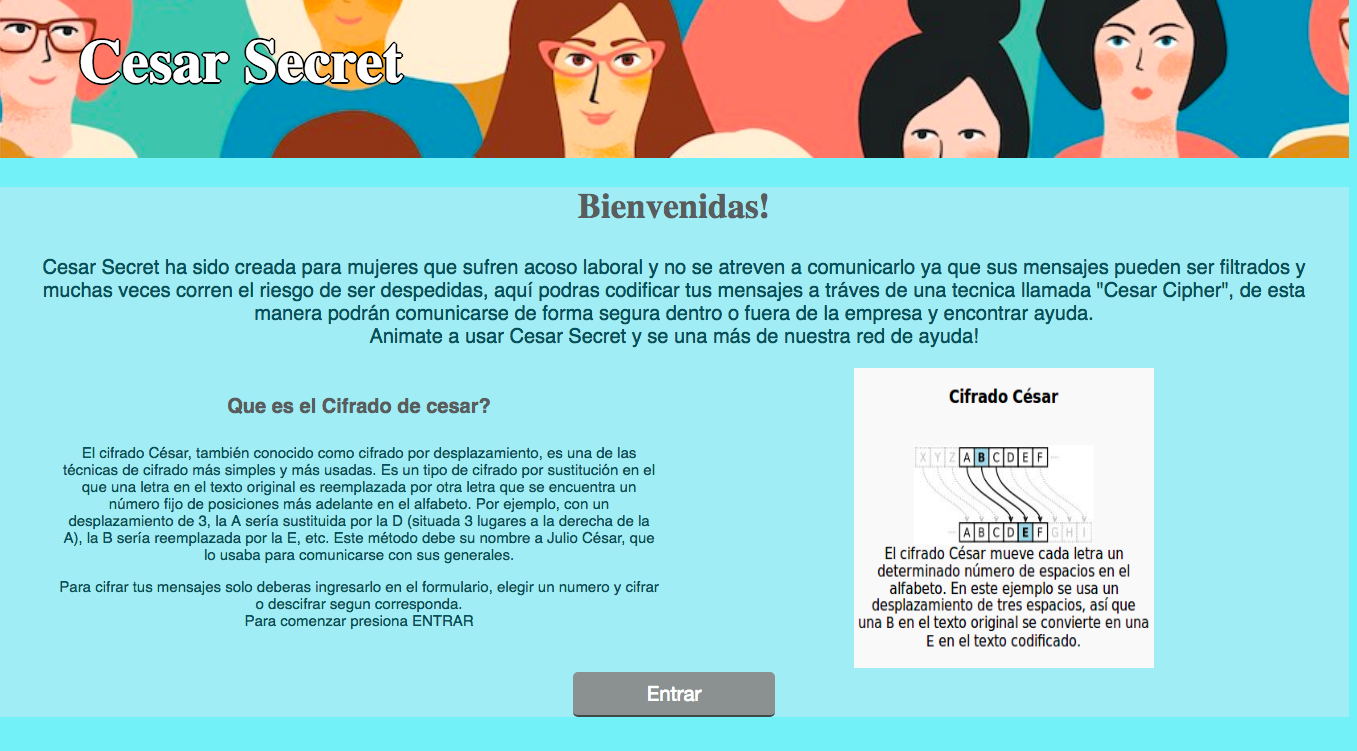 Cesar Secret
Bienvenidas!
Cesar Secret ha sido creada para mujeres que sufren acoso laboral y no se atreven a comunicarlo ya que sus mensajes pueden ser filtrados y
muchas veces corren el riesgo de ser despedidas, aquí podras codificar tus mensajes a tráves de una tecnica llamada "Cesar Cipher", de esta
manera podrán comunicarse de forma segura dentro o fuera de la empresa y encontrar ayuda.
Animate a usar Cesar Secret y se una más de nuestra red de ayuda!
Que es el Cifrado de cesar?
El cifrado César, también conocido como cifrado por desplazamiento, es una de las
técnicas de cifrado más simples y más usadas. Es un tipo de cifrado por sustitución en el
que una letra en el texto original es reemplazada por otra letra que se encuentra un
número fijo de posiciones más adelante en el alfabeto. Por ejemplo, con un
desplazamiento de 3, la A sería sustituida por la D (situada 3 lugares a la derecha de la
A), la B sería reemplazada por la E, etc. Este método debe su nombre a Julio César, que
lo usaba para comunicarse con sus generales.
Para cifrar tus mensajes solo deberas ingresarlo en el formulario, elegir un numero y cifrar
o descifrar segun corresponda.
Para comenzar presiona ENTRAR
Cifrado César
X Y Z A B C D E F
A B C D E F G H I
El cifrado César mueve cada letra un
determinado número de espacios en el
alfabeto. En este ejemplo se usa un
desplazamiento de tres espacios, así que
una B en el texto original se convierte en una
E en el texto codificado.
Entrar